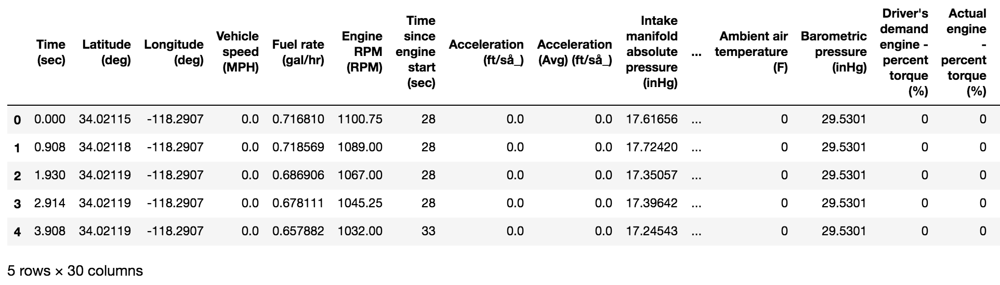 Time (sec) Latitude (deg) Longitude (deg) Vehicle speed (MPH) Fuel rate (gal/hr) Engine RPM (RPM) Time since engine start (sec) Acceleration (ft/så_) Acceleration (Avg) (ft/så_) Intake manifold absolute pressure (inHg) ... Ambient air temperature (F) Barometric pressure (inHg) Driver's demand engine - percent torque (%) Actual engine - percent torque (%)
0 0.000 34.02115 -118.2907 0.0 0.716810 1100.75 28 0.0 0.0 17.61656 ... 0 29.5301 0 0
1 0.908 34.02118 -118.2907 0.0 0.718569 1089.00 28 0.0 0.0 17.72420 ... 0 29.5301 0 0
2 1.930 34.02119 -118.2907 0.0 0.686906 1067.00 28 0.0 0.0 17.35057 ... 0 29.5301 0 0
3 2.914 34.02119 -118.2907 0.0 0.678111 1045.25 28 0.0 0.0 17.39642 ... 0 29.5301 0 0
4 3.908 34.02119 -118.2907 0.0 0.657882 1032.00 33 0.0 0.0 17.24543 ... 0 29.5301 0 0
5 rows × 30 columns